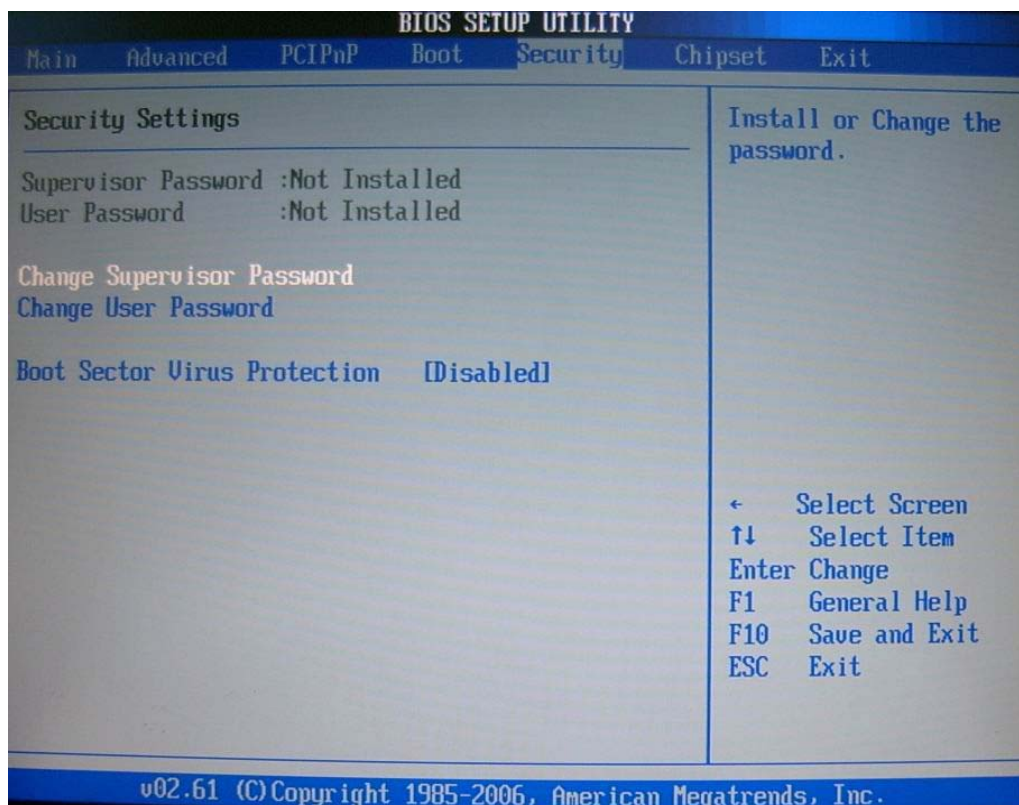 BIOS SETUP UTILITY
Main Advanced PCIPnP Boot Security Chipset Exit
Security Settings
Supervisor Password :Not Installed
User Password :Not Installed
Change Supervisor Password
Change User Password
Boot Sector Virus Protection [Disabled]
Install or Change the
password.
← Select Screen
↑↓ Select Item
Enter Change
F1 General Help
F10 Save and Exit
ESC Exit
v02.61 (C)Copyright 1985-2006, American Megatrends, Inc.